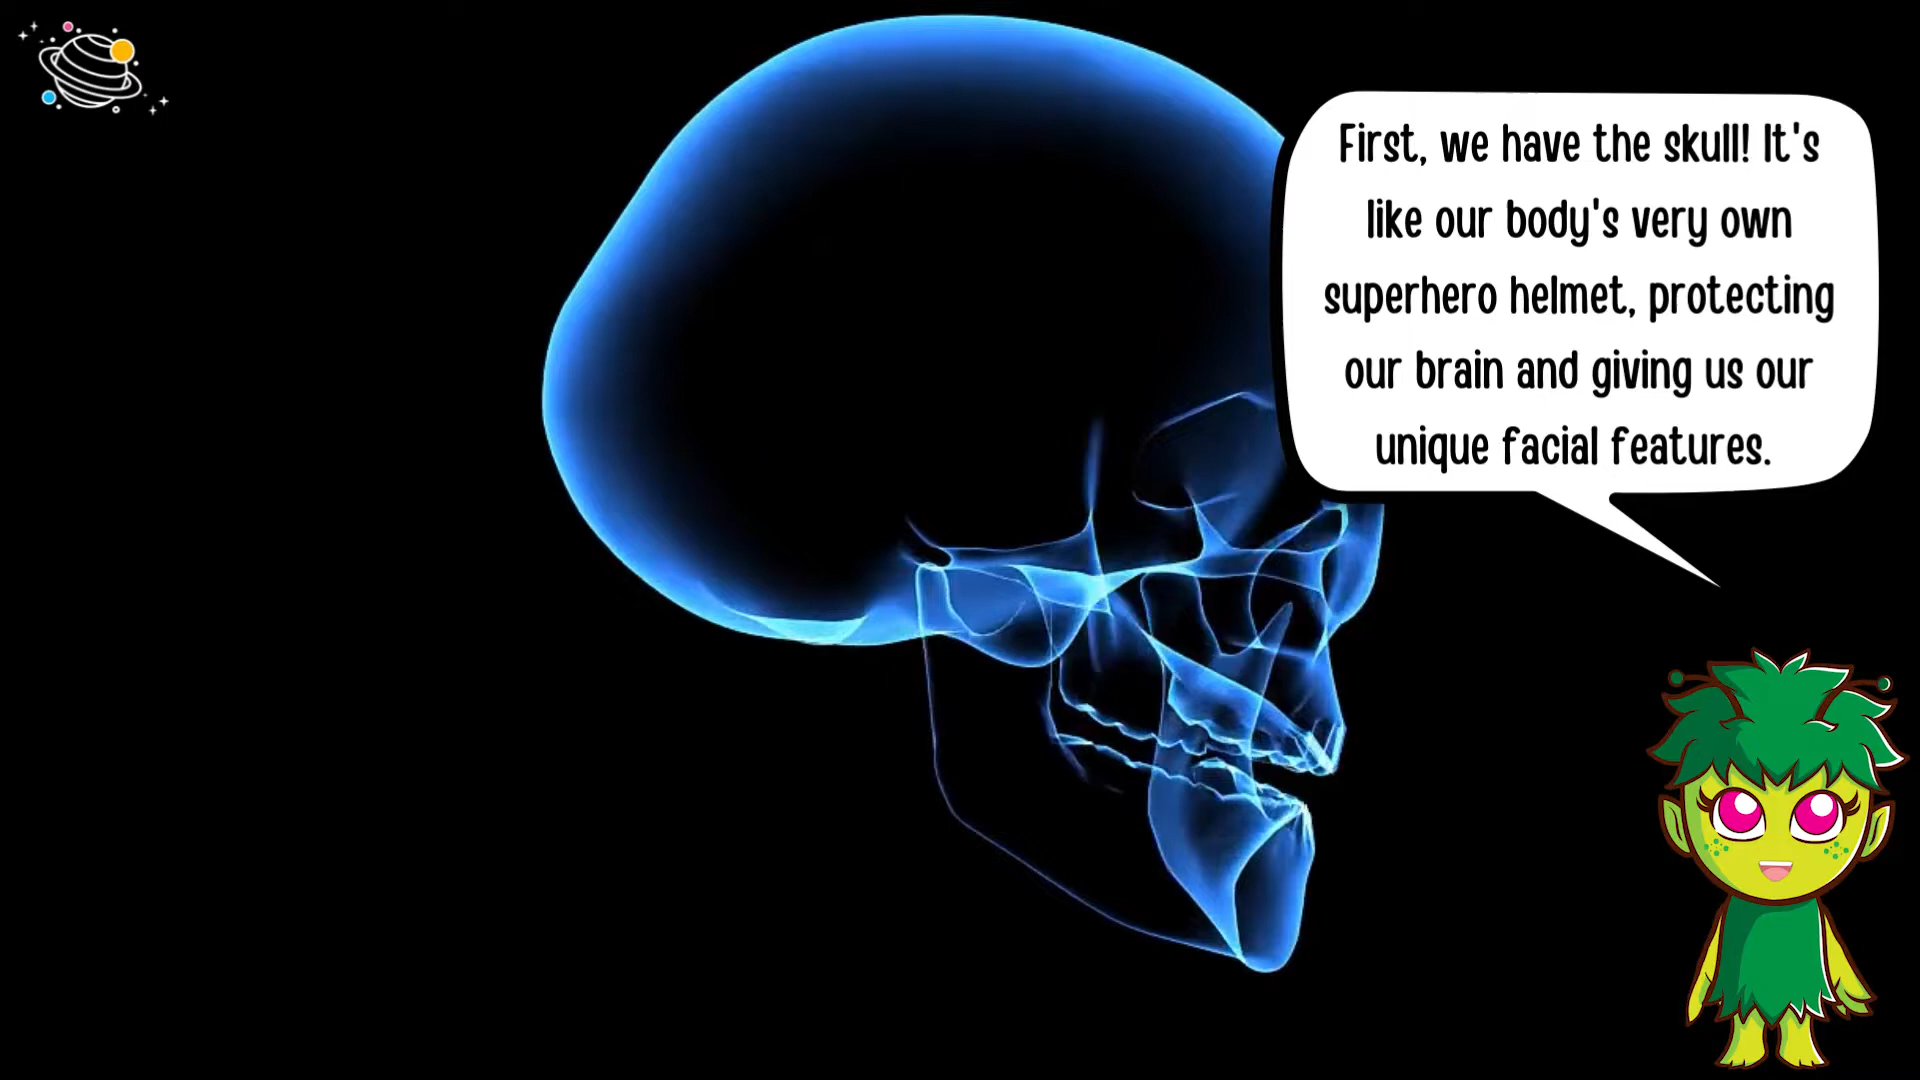 First, we have the skull! It's
like our body's very own
superhero helmet, protecting
our brain and giving us our
unique facial features.